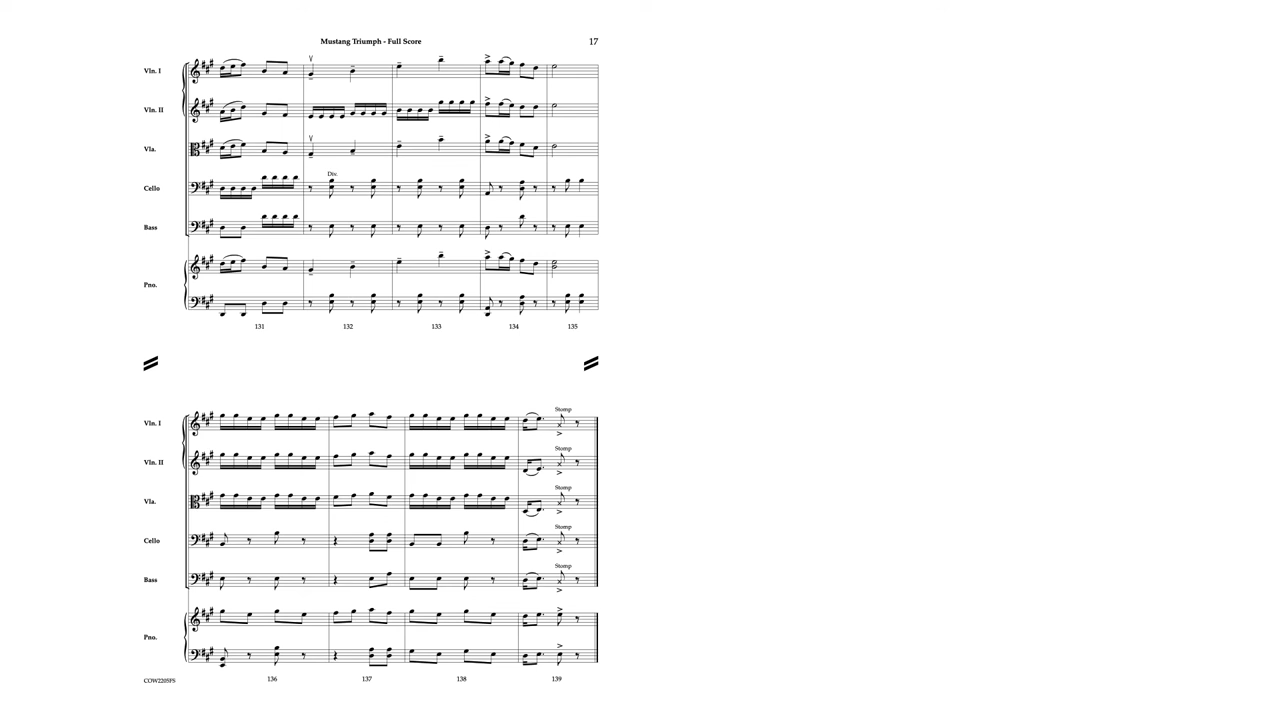 Mustang Triumph - Full Score
17
Vln. I
Vln. II
Vla.
Cello
Div.
Bass
Pno.
131 132 133 134 135
Vln. I
Stomp
Vln. II
Stomp
Vla.
Stomp
Cello
Stomp
Bass
Stomp
Pno.
136 137 138 139
COW2205FS